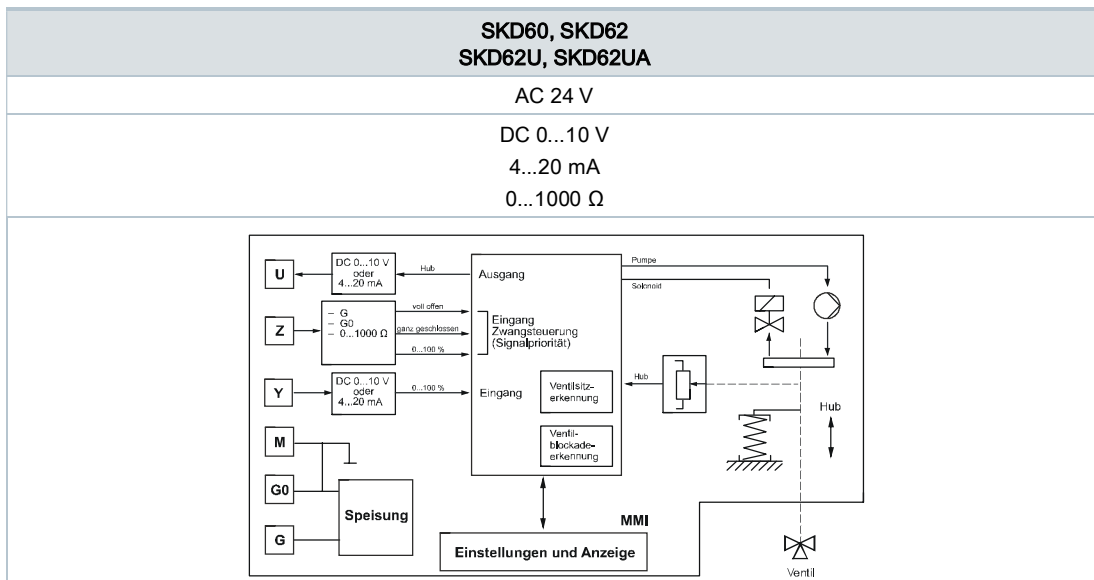 SKD60, SKD62
SKD62U, SKD62UA
AC 24 V
DC 0...10 V
4...20 mA
0...1000 Ω
U
DC 0...10 V
oder
4...20 mA
Hub
Ausgang
Pumpe
Solonoid
Z
– G
– G0
– 0...1000 Ω
voll offen
ganz geschlossen
0...100 %
Eingang
Zwangsteuerung
(Signalpriorität)
Y
DC 0...10 V
oder
4...20 mA
0...100 %
Eingang
Ventilsitz-
erkennung
Ventil-
blockade-
erkennung
Hub
Hub
M
G0
G
Speisung
MMI
Einstellungen und Anzeige
Ventil